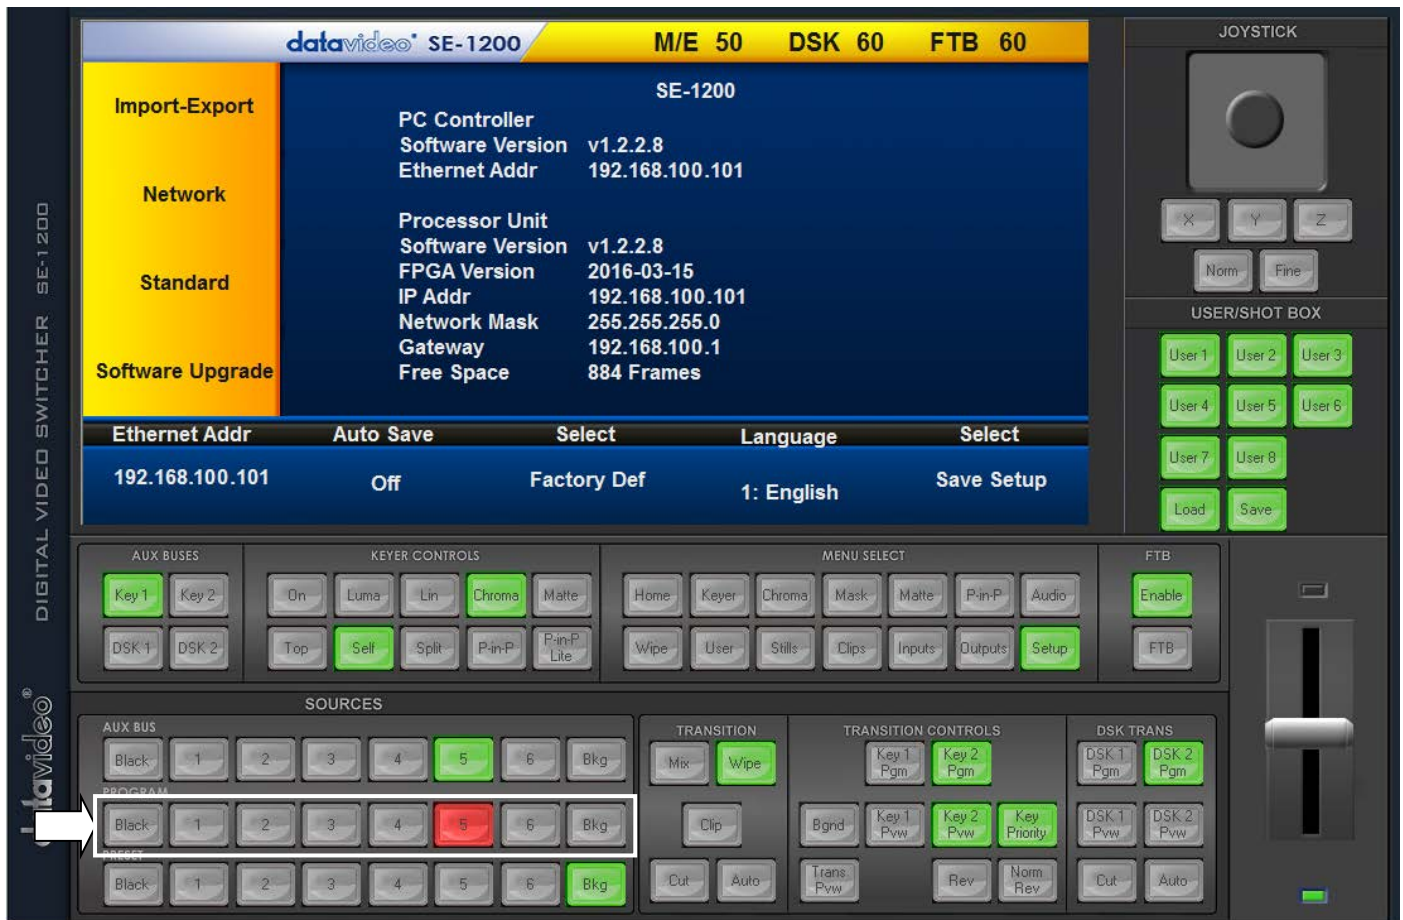 datavideo® SE-1200 M/E 50 DSK 60 FTB 60
Import-Export
Network
Standard
Software Upgrade
SE-1200
PC Controller
Software Version v1.2.2.8
Ethernet Addr 192.168.100.101
Processor Unit
Software Version v1.2.2.8
FPGA Version 2016-03-15
IP Addr 192.168.100.101
Network Mask 255.255.255.0
Gateway 192.168.100.1
Free Space 884 Frames
Ethernet Addr Auto Save Select Language Select
192.168.100.101 Off Factory Def 1: English Save Setup
JOYSTICK
X Y Z
Norm Fine
USER/SHOT BOX
User 1 User 2 User 3
User 4 User 5 User 6
User 7 User 8
Load Save
DIGITAL VIDEO SWITCHER SE-1200
datavideo®
AUX BUSES KEYER CONTROLS MENU SELECT FTB
Key 1 Key 2 On Luma Lin Chroma Matte Home Keyer Chroma Mask Matte P-in-P Audio Enable
DSK 1 DSK 2 Top Self Split P-in-P P-in-P Lite Wipe User Stills Clips Inputs Outputs Setup FTB
SOURCES
AUX BUS
Black 1 2 3 4 5 6 Bkg
PROGRAM
Black 1 2 3 4 5 6 Bkg
PRESET
Black 1 2 3 4 5 6 Bkg
TRANSITION
Mix Wipe
Clip
Cut Auto
TRANSITION CONTROLS
Key 1 Pgm Key 2 Pgm
Bgnd Key 1 Pvw Key 2 Pvw Key Priority
Trans Pvw Rev Norm Rev
DSK TRANS
DSK 1 Pgm DSK 2 Pgm
DSK 1 Pvw DSK 2 Pvw
Cut Auto